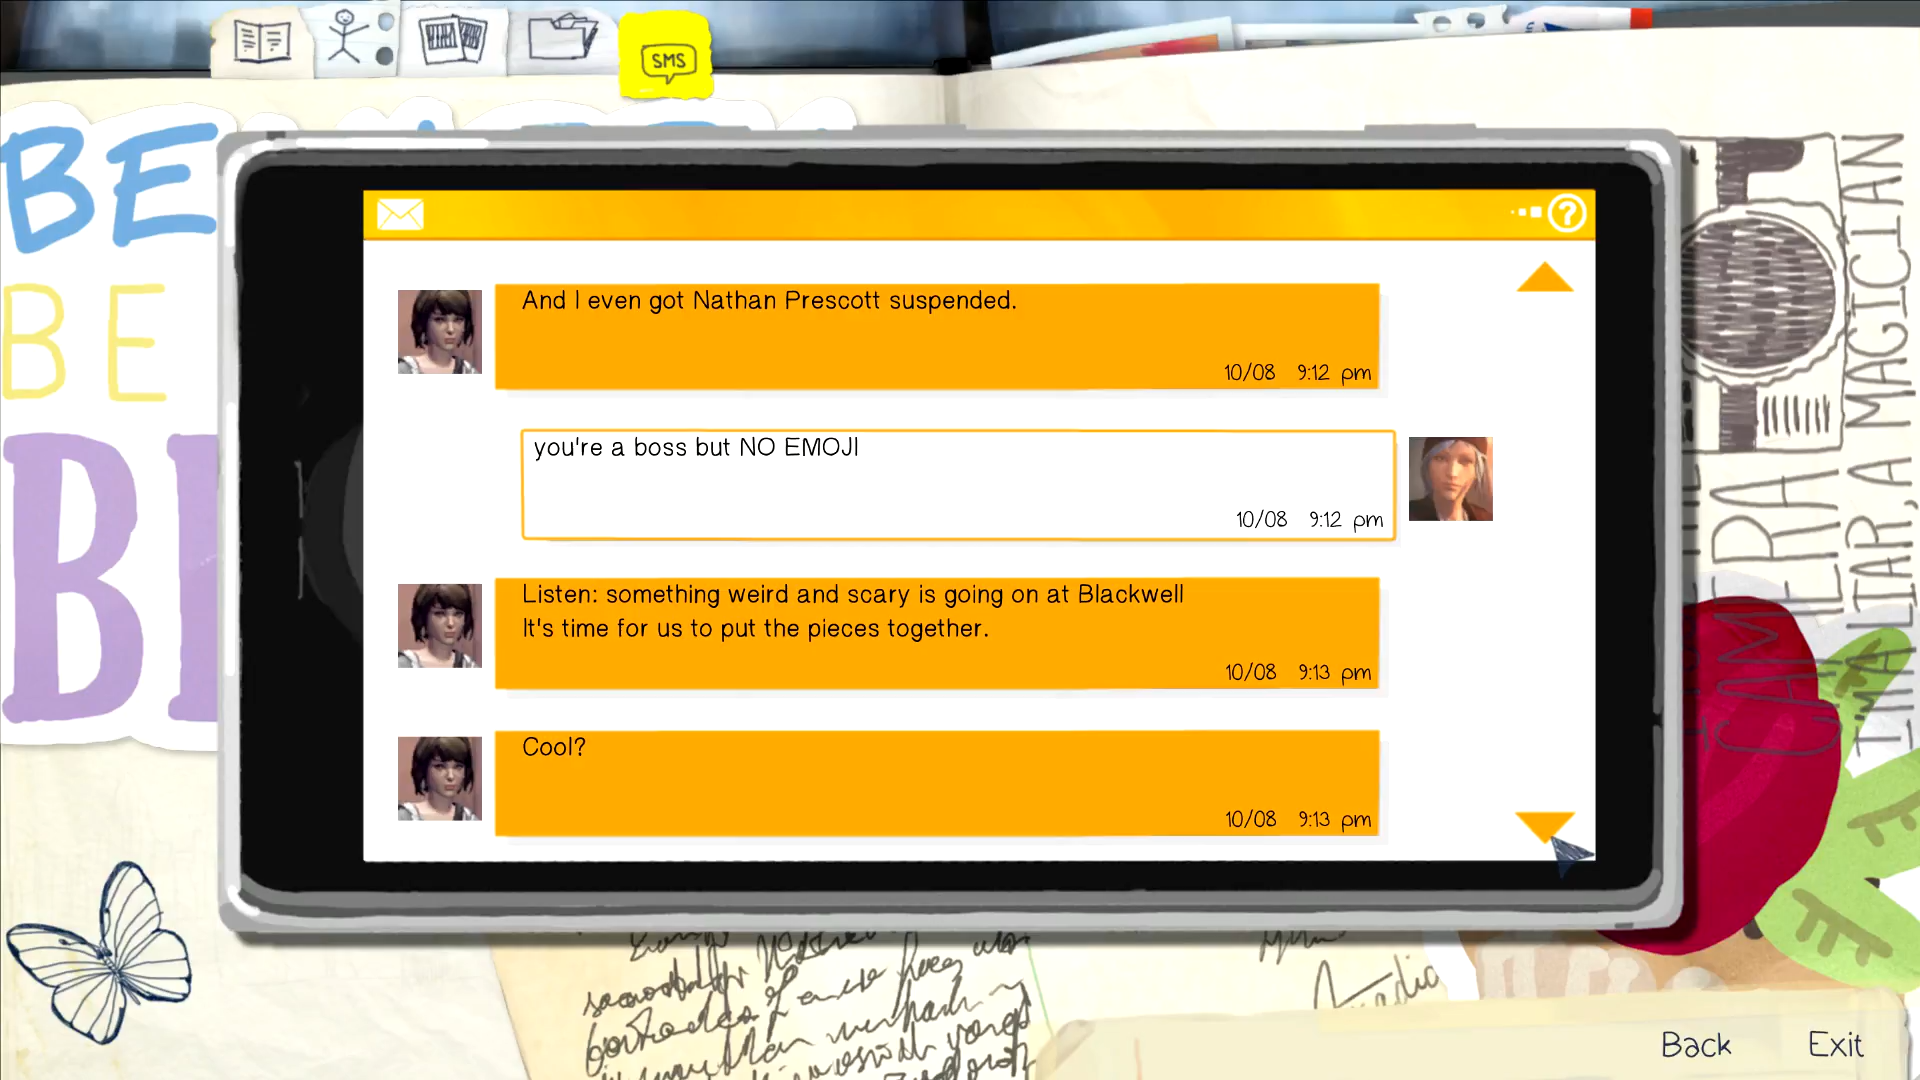 SMS
BE
BE
And I even got Nathan Prescott suspended.
10/08 9:12 pm
you're a boss but NO EMOJI
10/08 9:12 pm
Listen: something weird and scary is going on at Blackwell
It's time for us to put the pieces together.
10/08 9:13 pm
Cool?
10/08 9:13 pm
CAMERA
I'M A LIAR, A MAGICIAN
Back
Exit